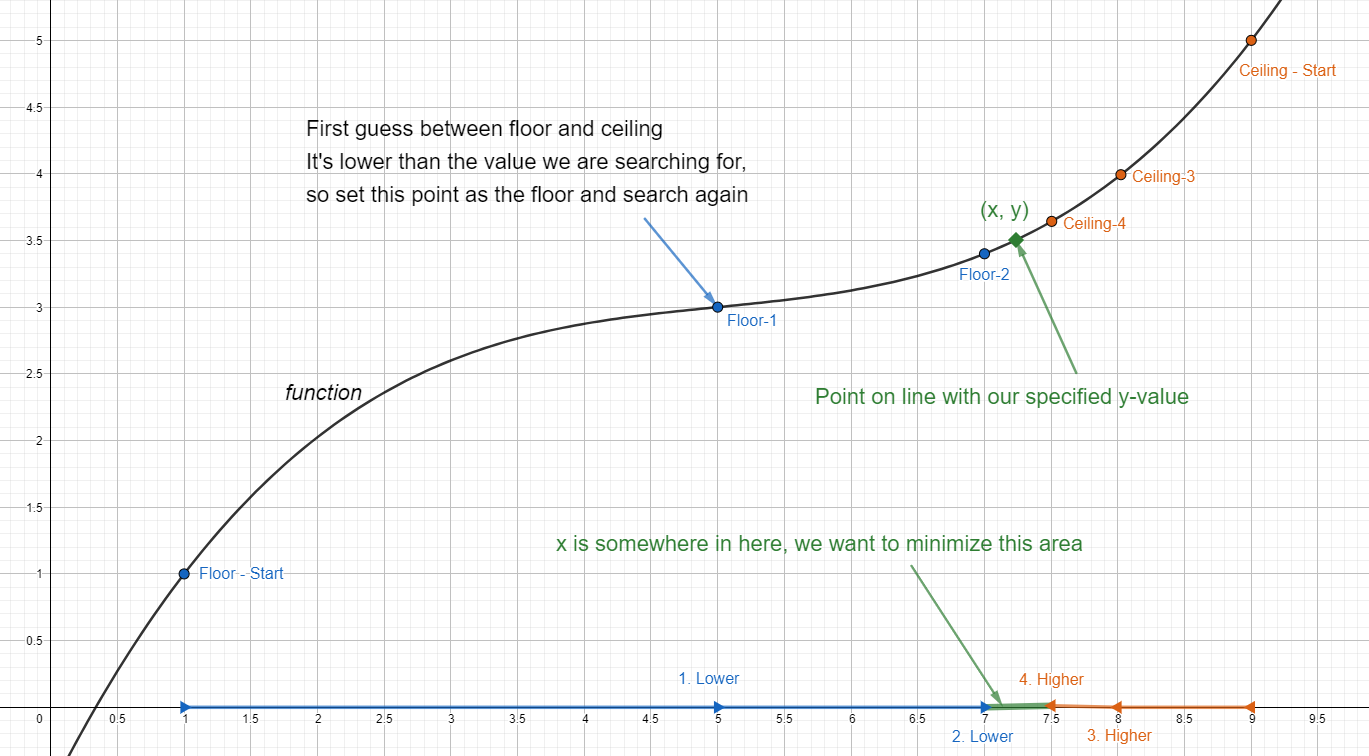 5
Ceiling - Start
4.5
First guess between floor and ceiling
It's lower than the value we are searching for,
so set this point as the floor and search again
4
Ceiling-3
(x, y)
Ceiling-4
3.5
Floor-2
3
Floor-1
2.5
function
Point on line with our specified y-value
2
1.5
x is somewhere in here, we want to minimize this area
1
Floor - Start
0.5
1. Lower
4. Higher
0 0.5 1 1.5 2 2.5 3 3.5 4 4.5 5 5.5 6 6.5 7 7.5 8 8.5 9 9.5
2. Lower
3. Higher